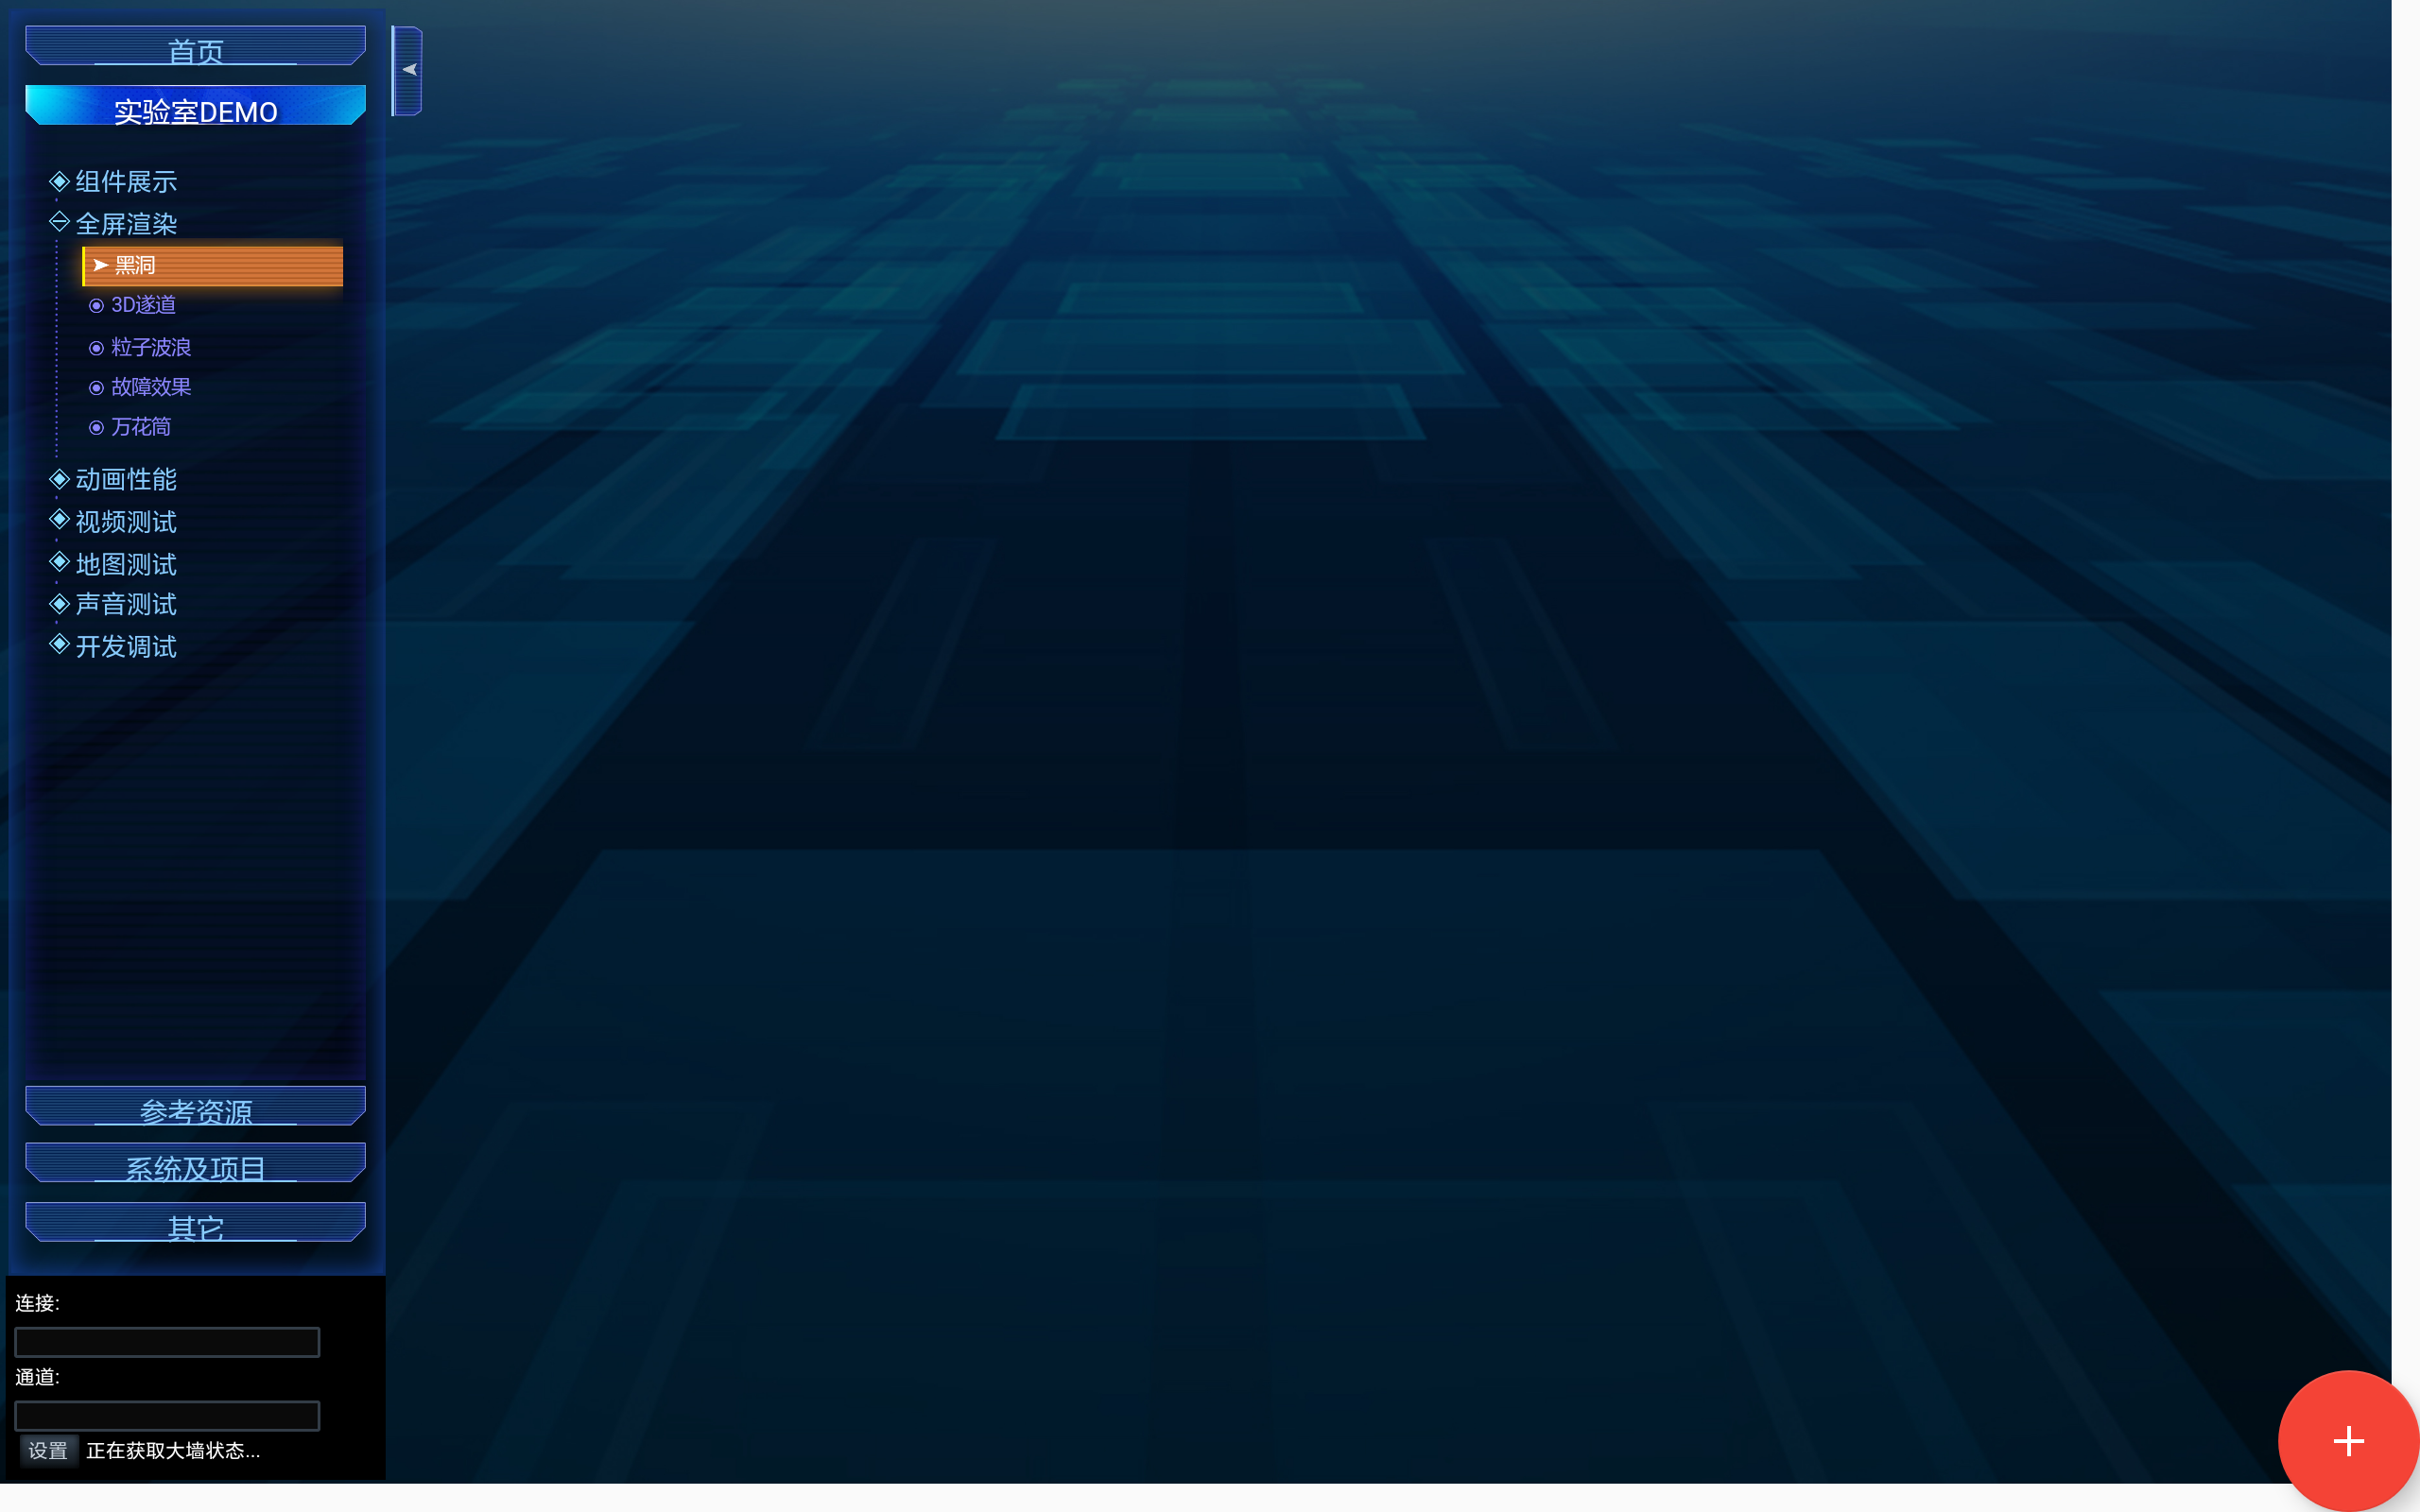 首页
实验室DEMO
组件展示
全屏渲染
黑洞
3D遂道
粒子波浪
故障效果
万花筒
动画性能
视频测试
地图测试
声音测试
开发调试
参考资源
系统及项目
其它
连接:
通道:
设置 正在获取大墙状态...